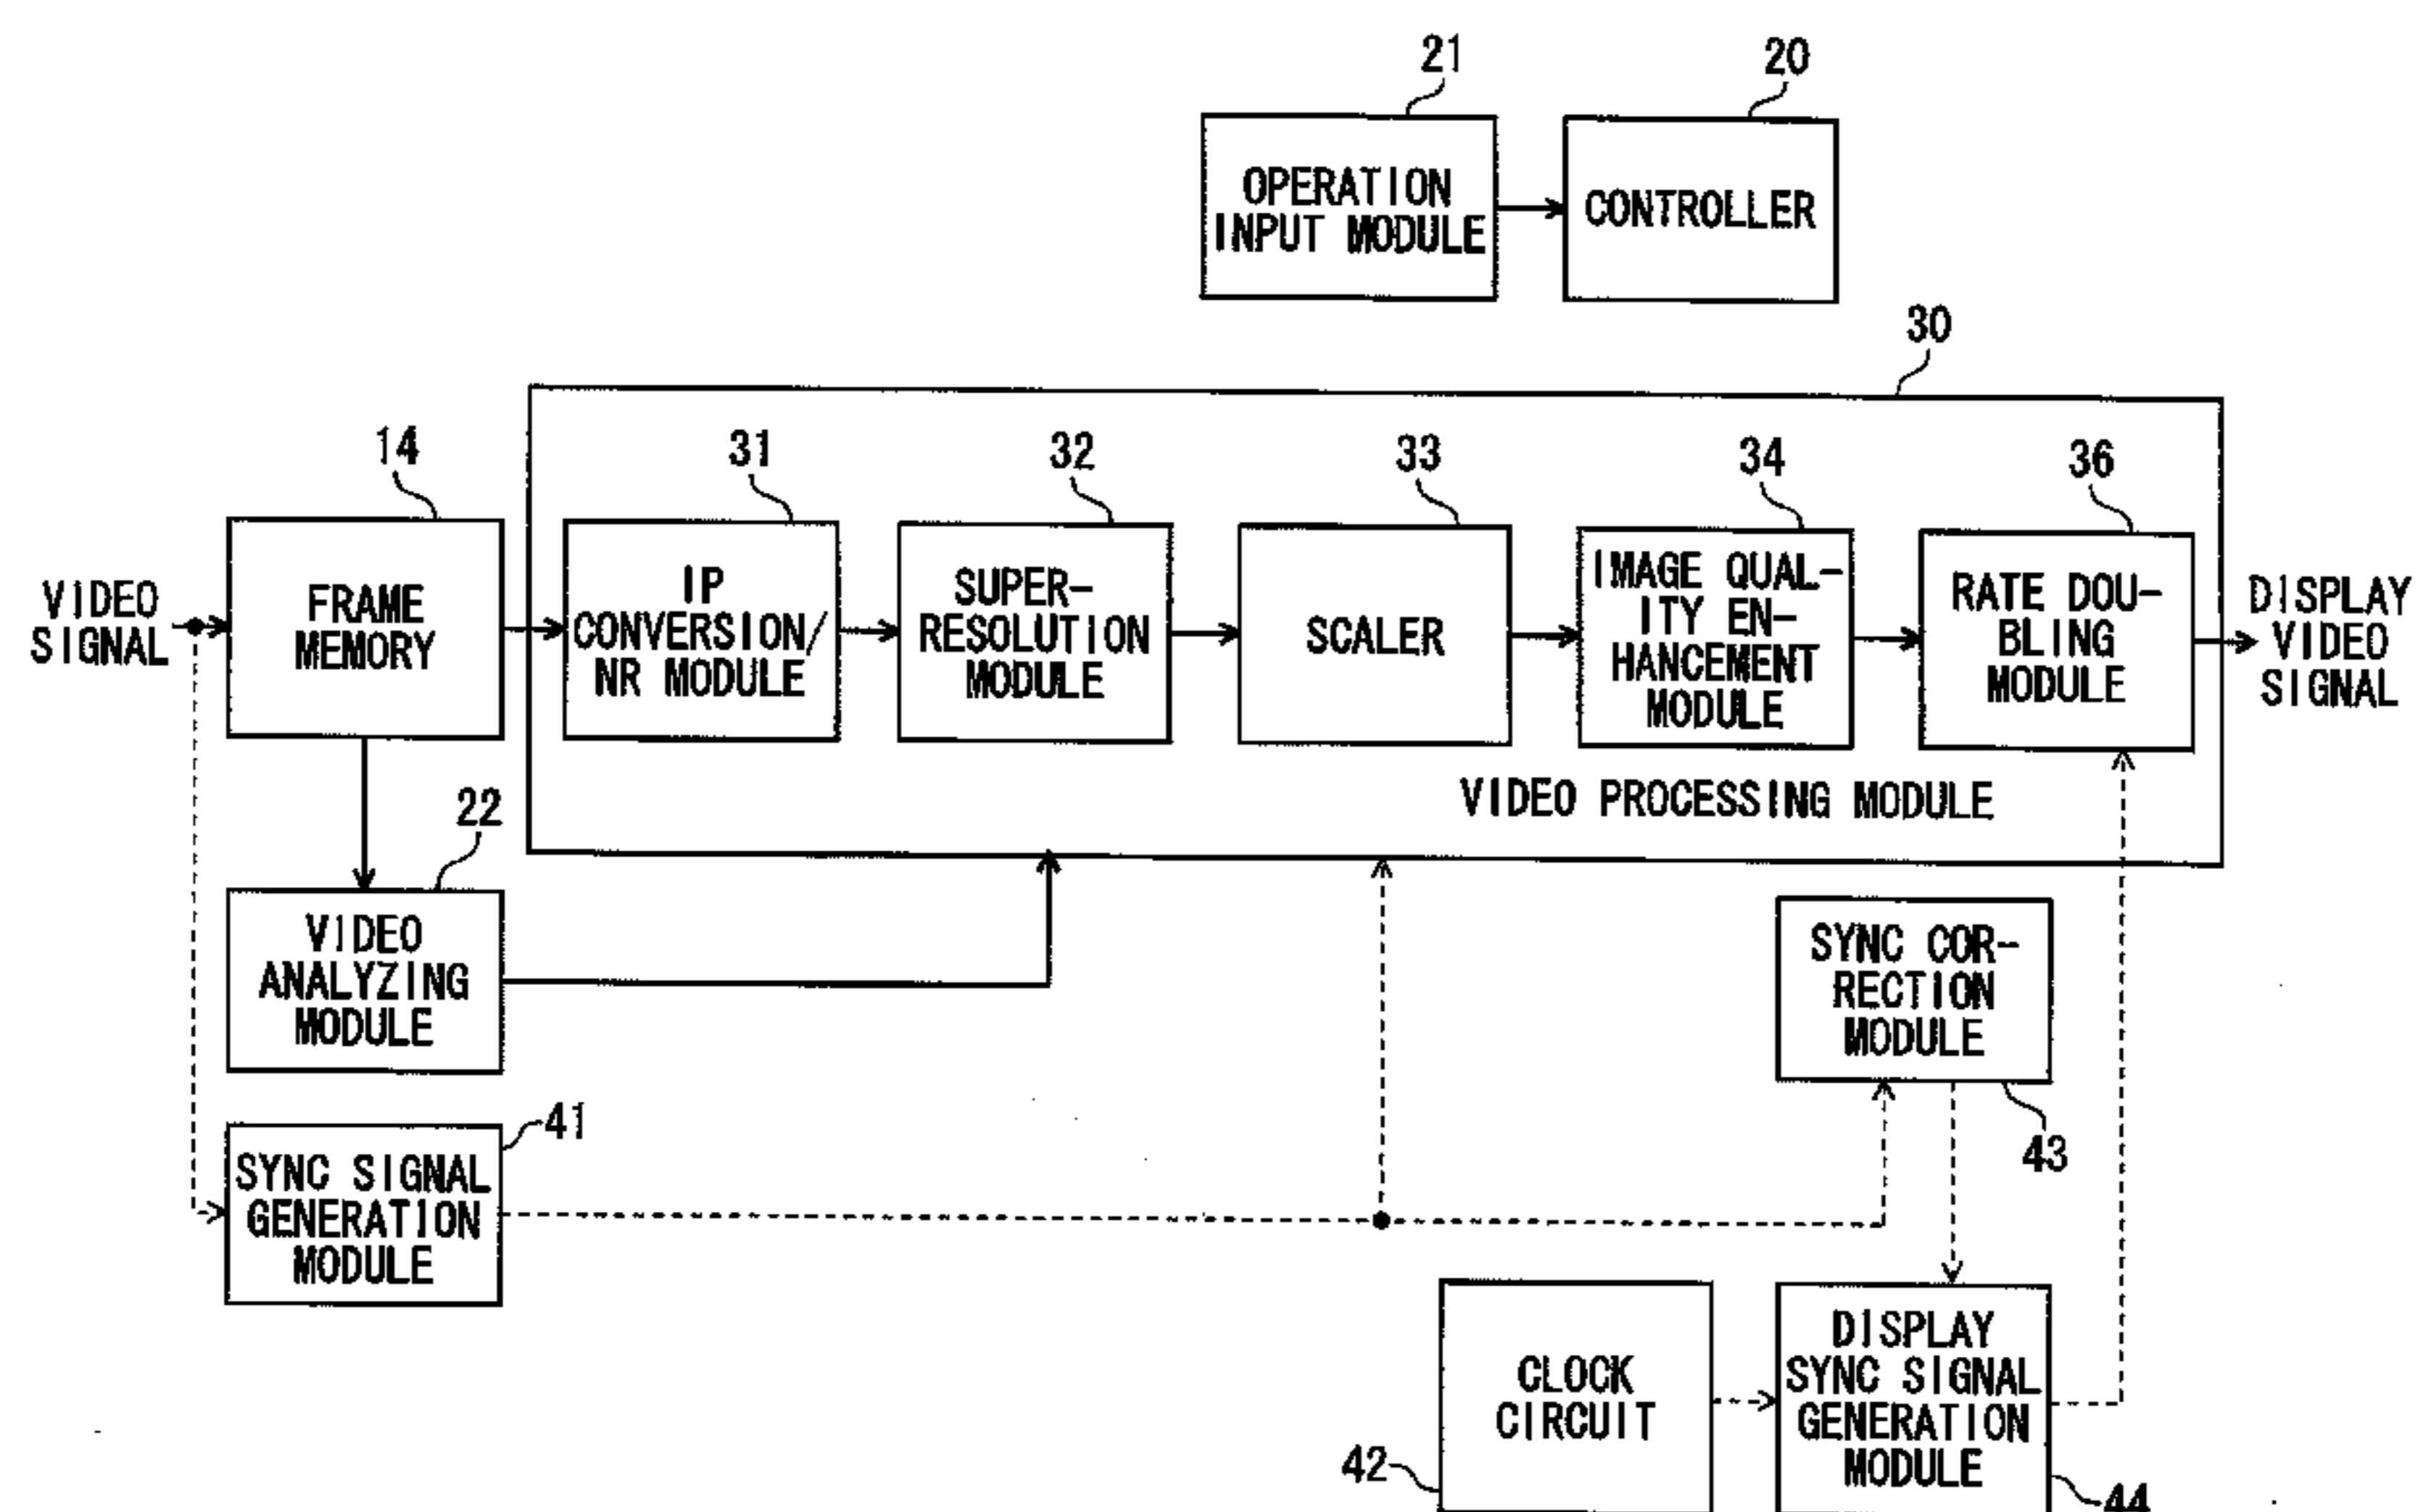 21
20
OPERATION
INPUT MODULE
CONTROLLER
30
14
31
32
33
34
36
VIDEO
SIGNAL
FRAME
MEMORY
IP
CONVERSION/
NR MODULE
SUPER-
RESOLUTION
MODULE
SCALER
IMAGE QUAL-
ITY EN-
HANCEMENT
MODULE
RATE DOU-
BLING
MODULE
DISPLAY
VIDEO
SIGNAL
VIDEO PROCESSING MODULE
22
VIDEO
ANALYZING
MODULE
SYNC COR-
RECTION
MODULE
43
41
SYNC SIGNAL
GENERATION
MODULE
CLOCK
CIRCUIT
42
DISPLAY
SYNC SIGNAL
GENERATION
MODULE
44